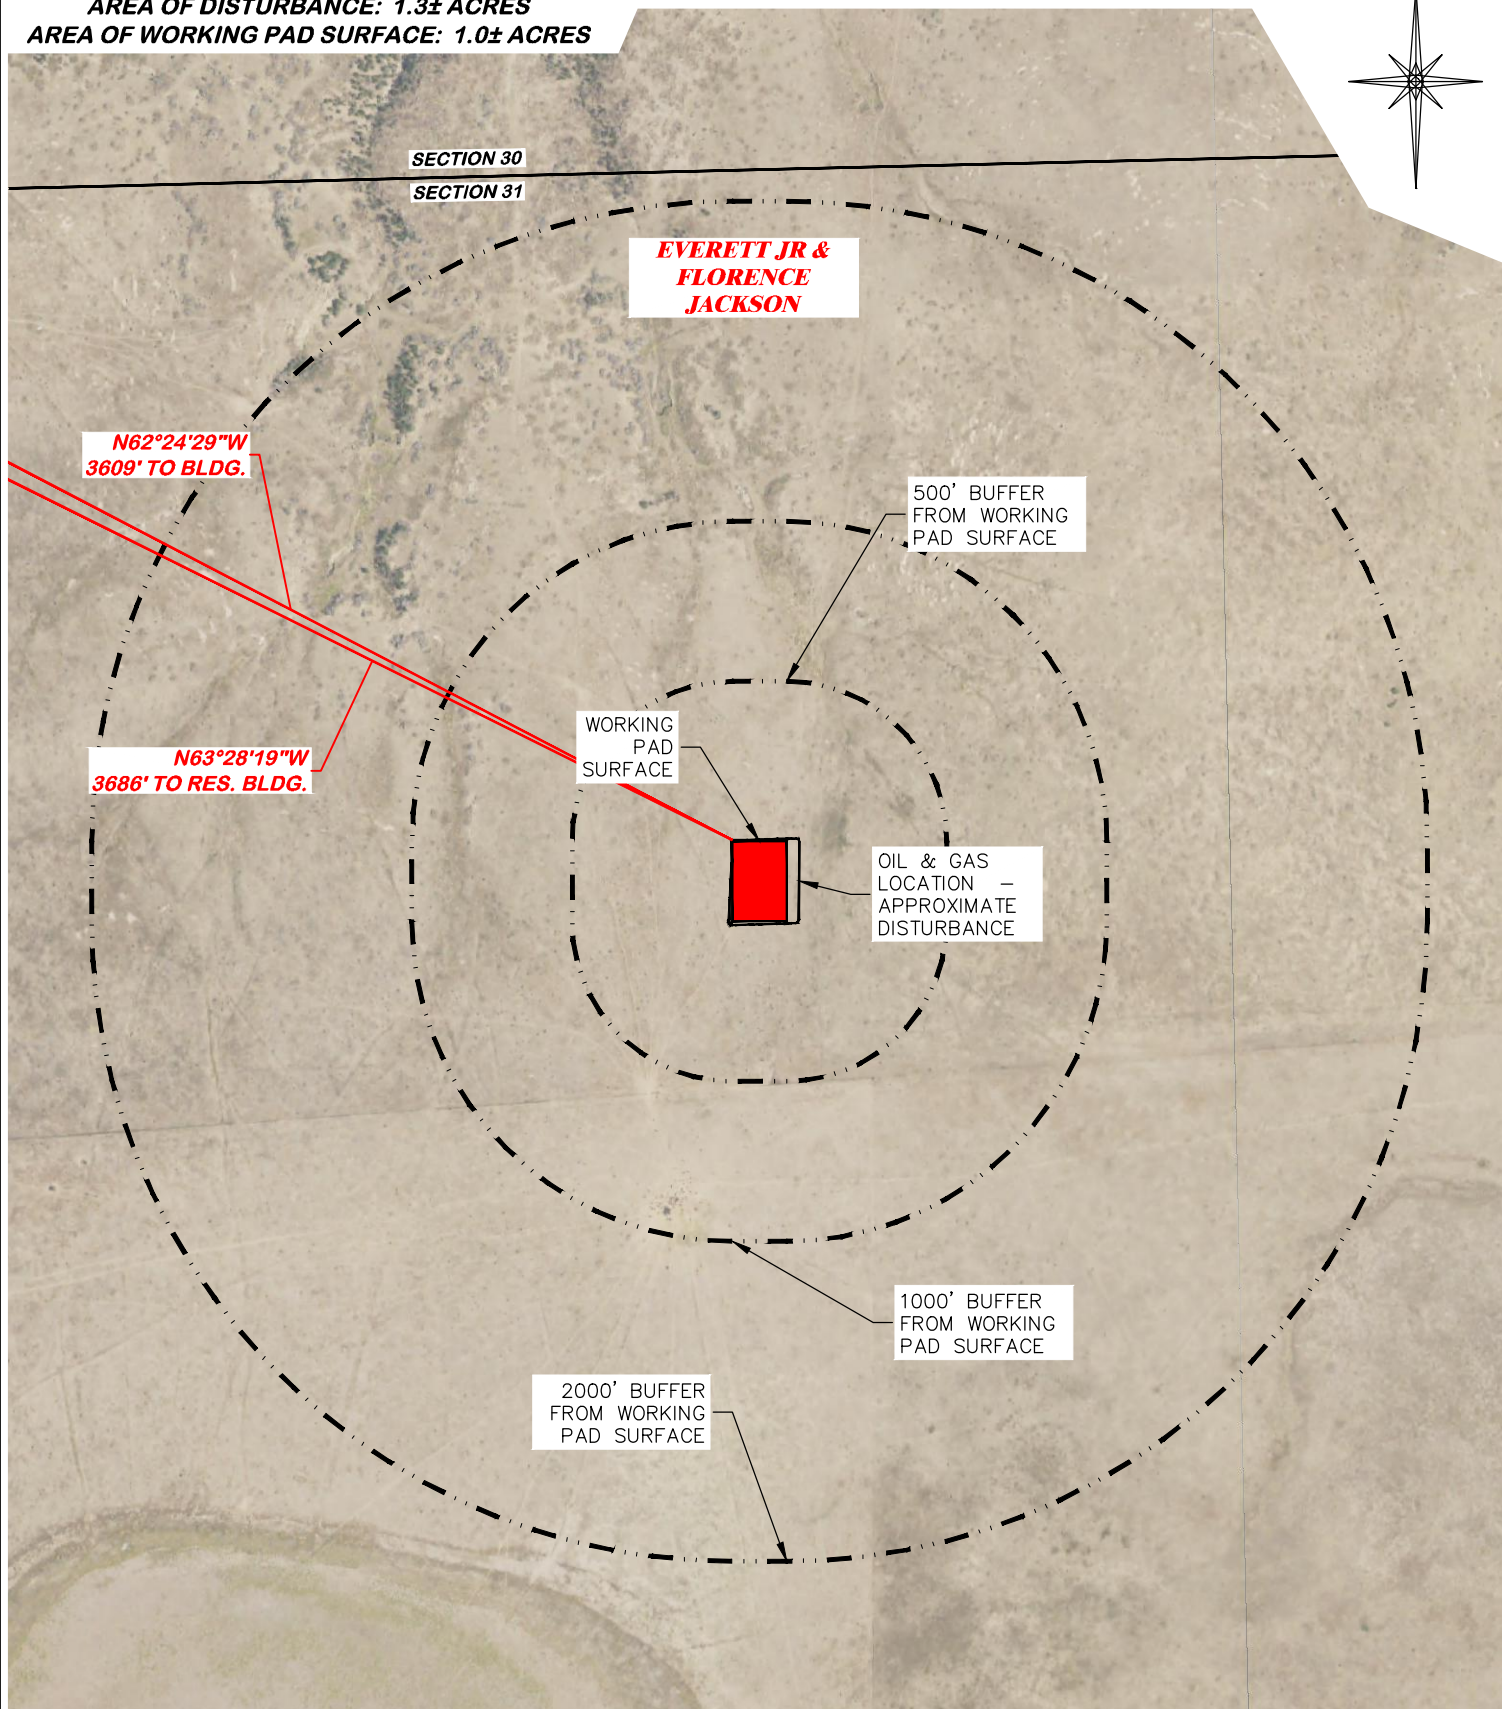 AREA OF DISTURBANCE: 1.3± ACRES
AREA OF WORKING PAD SURFACE: 1.0± ACRES
SECTION 30
SECTION 31
EVERETT JR &
FLORENCE
JACKSON
N62°24'29"W
3609' TO BLDG.
500' BUFFER
FROM WORKING
PAD SURFACE
WORKING
PAD
SURFACE
N63°28'19"W
3686' TO RES. BLDG.
OIL & GAS
LOCATION –
APPROXIMATE
DISTURBANCE
1000' BUFFER
FROM WORKING
PAD SURFACE
2000' BUFFER
FROM WORKING
PAD SURFACE